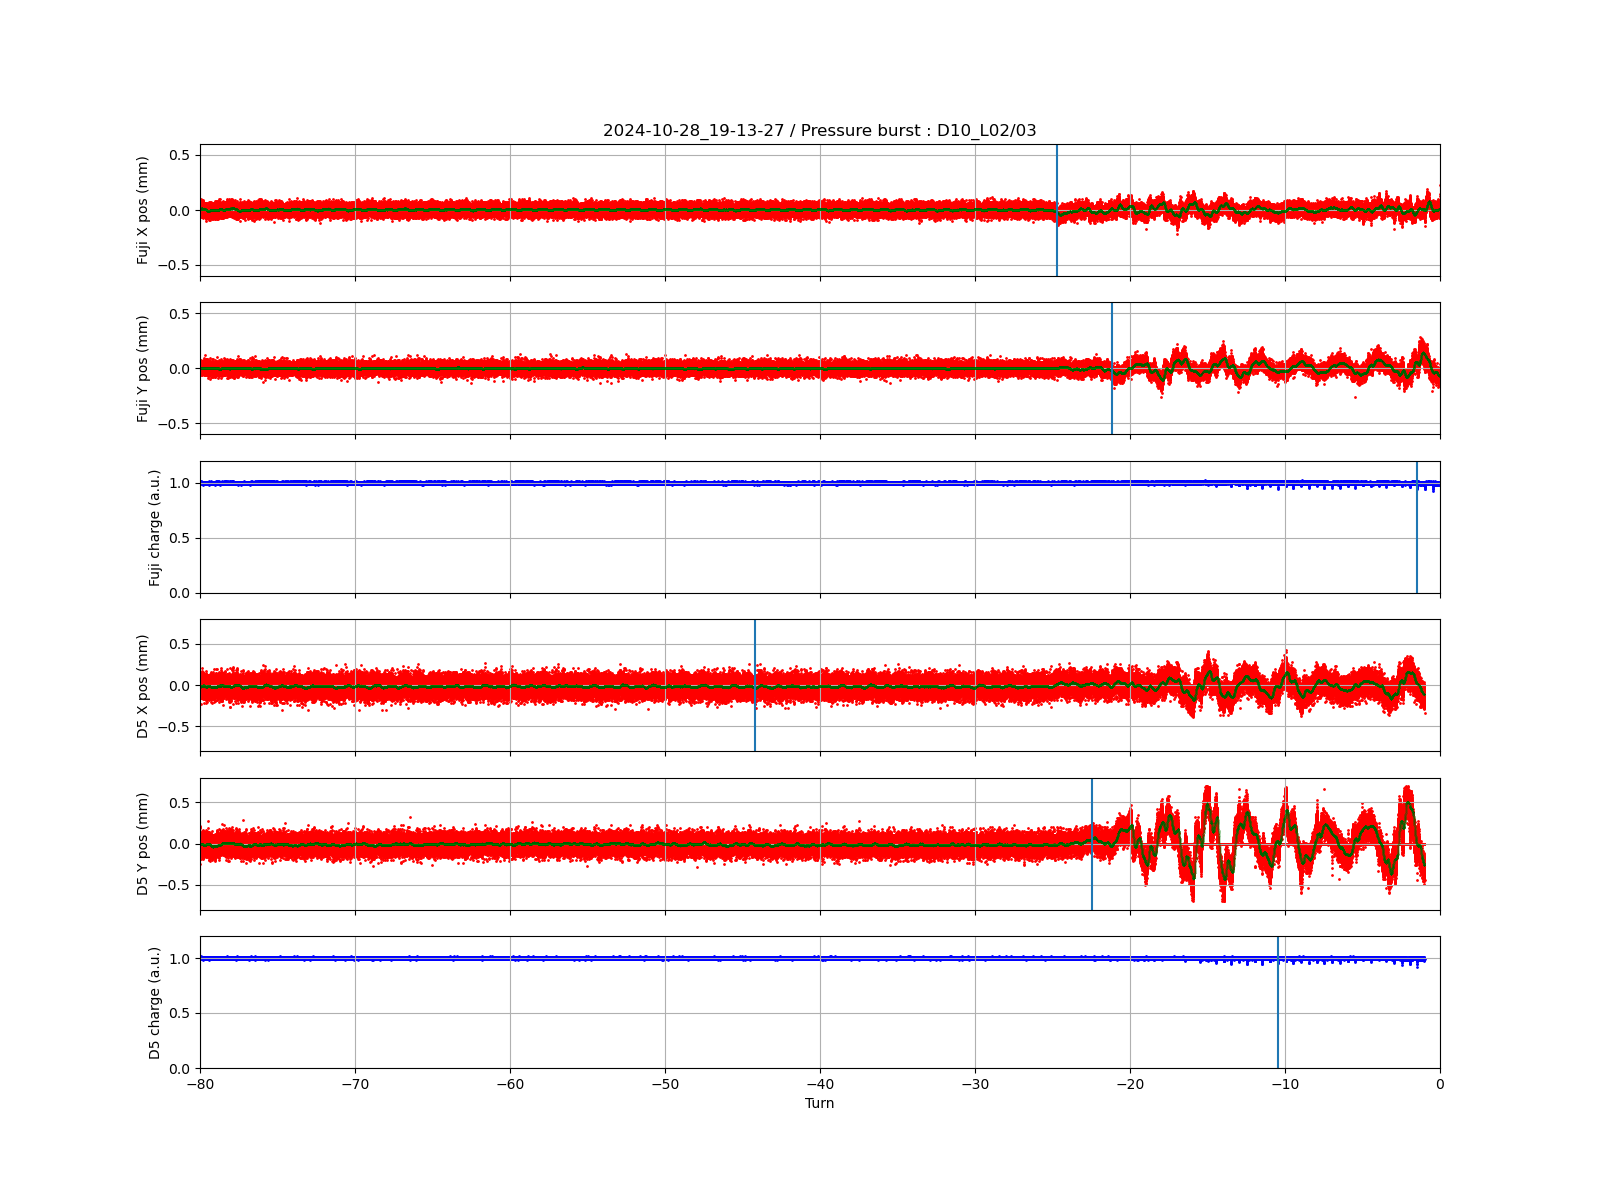 2024-10-28_19-13-27 / Pressure burst : D10_L02/03
Fuji X pos (mm)
0.5
0.0
−0.5
Fuji Y pos (mm)
0.5
0.0
−0.5
Fuji charge (a.u.)
1.0
0.5
0.0
D5 X pos (mm)
0.5
0.0
−0.5
D5 Y pos (mm)
0.5
0.0
−0.5
D5 charge (a.u.)
1.0
0.5
0.0
−80 −70 −60 −50 −40 −30 −20 −10 0
Turn